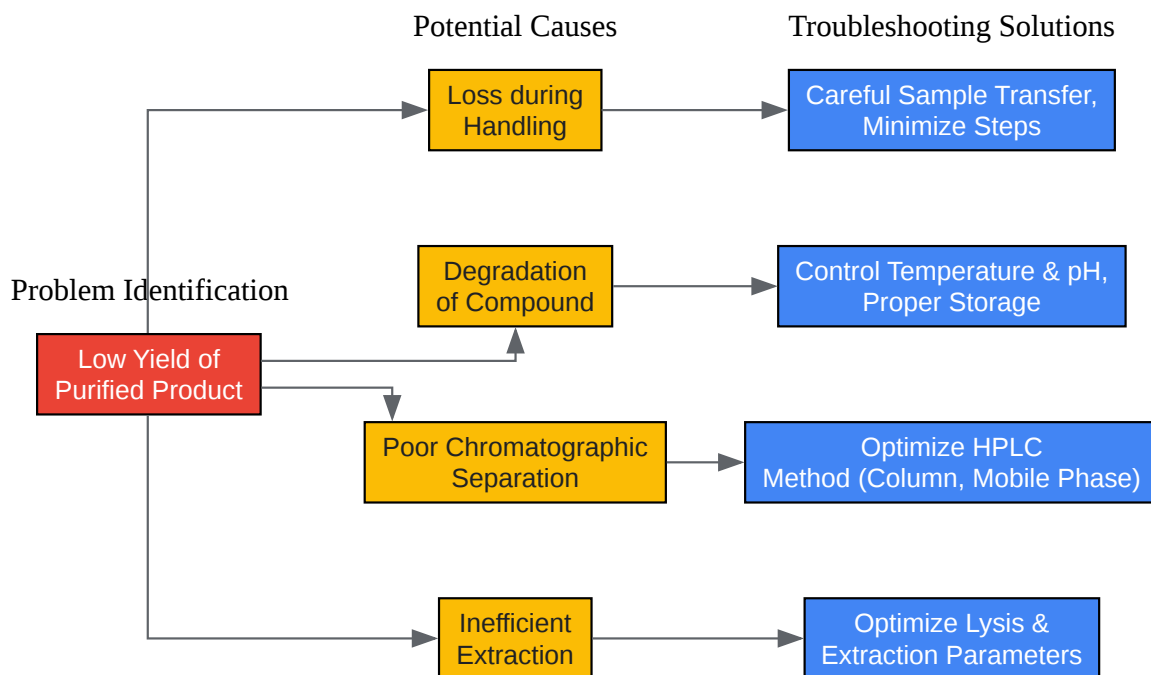 Potential Causes
Troubleshooting Solutions
Loss during
Handling
Careful Sample Transfer,
Minimize Steps
Problem Identification
Low Yield of
Purified Product
Degradation
of Compound
Control Temperature & pH,
Proper Storage
Poor Chromatographic
Separation
Optimize HPLC
Method (Column, Mobile Phase)
Inefficient
Extraction
Optimize Lysis &
Extraction Parameters